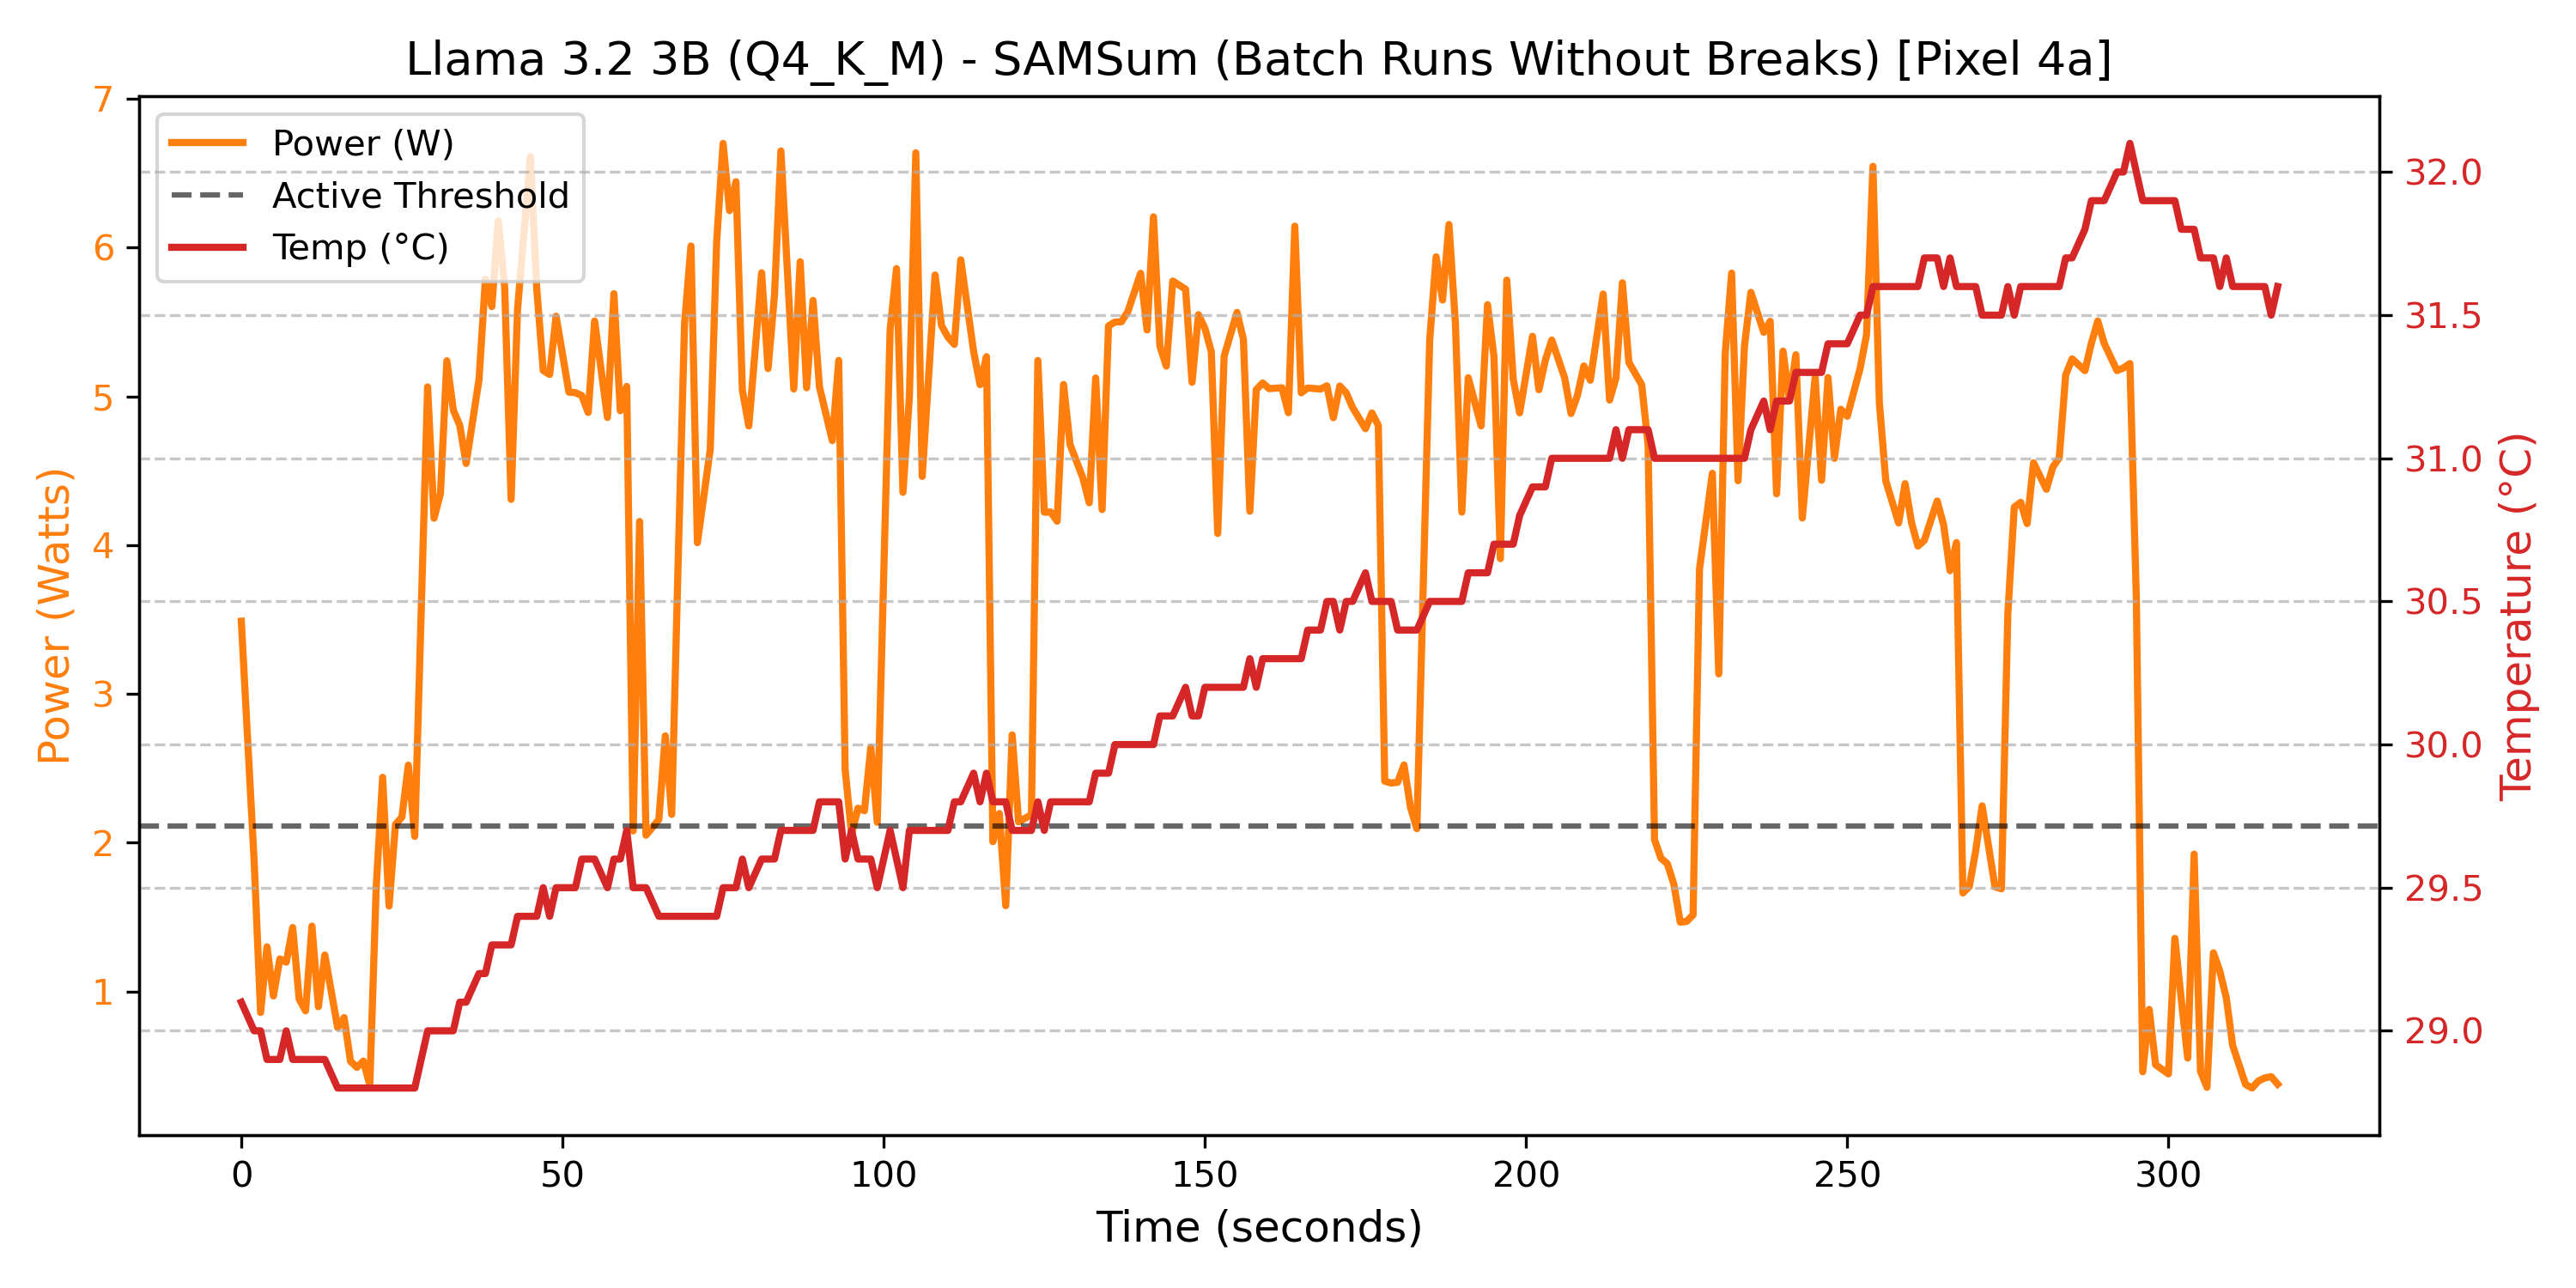 Llama 3.2 3B (Q4_K_M) - SAMSum (Batch Runs Without Breaks) [Pixel 4a]
Power (W)
Active Threshold
Temp (°C)
Power (Watts)
7
6
5
4
3
2
1
32.0
31.5
31.0
30.5
30.0
29.5
29.0
Temperature (°C)
0 50 100 150 200 250 300
Time (seconds)